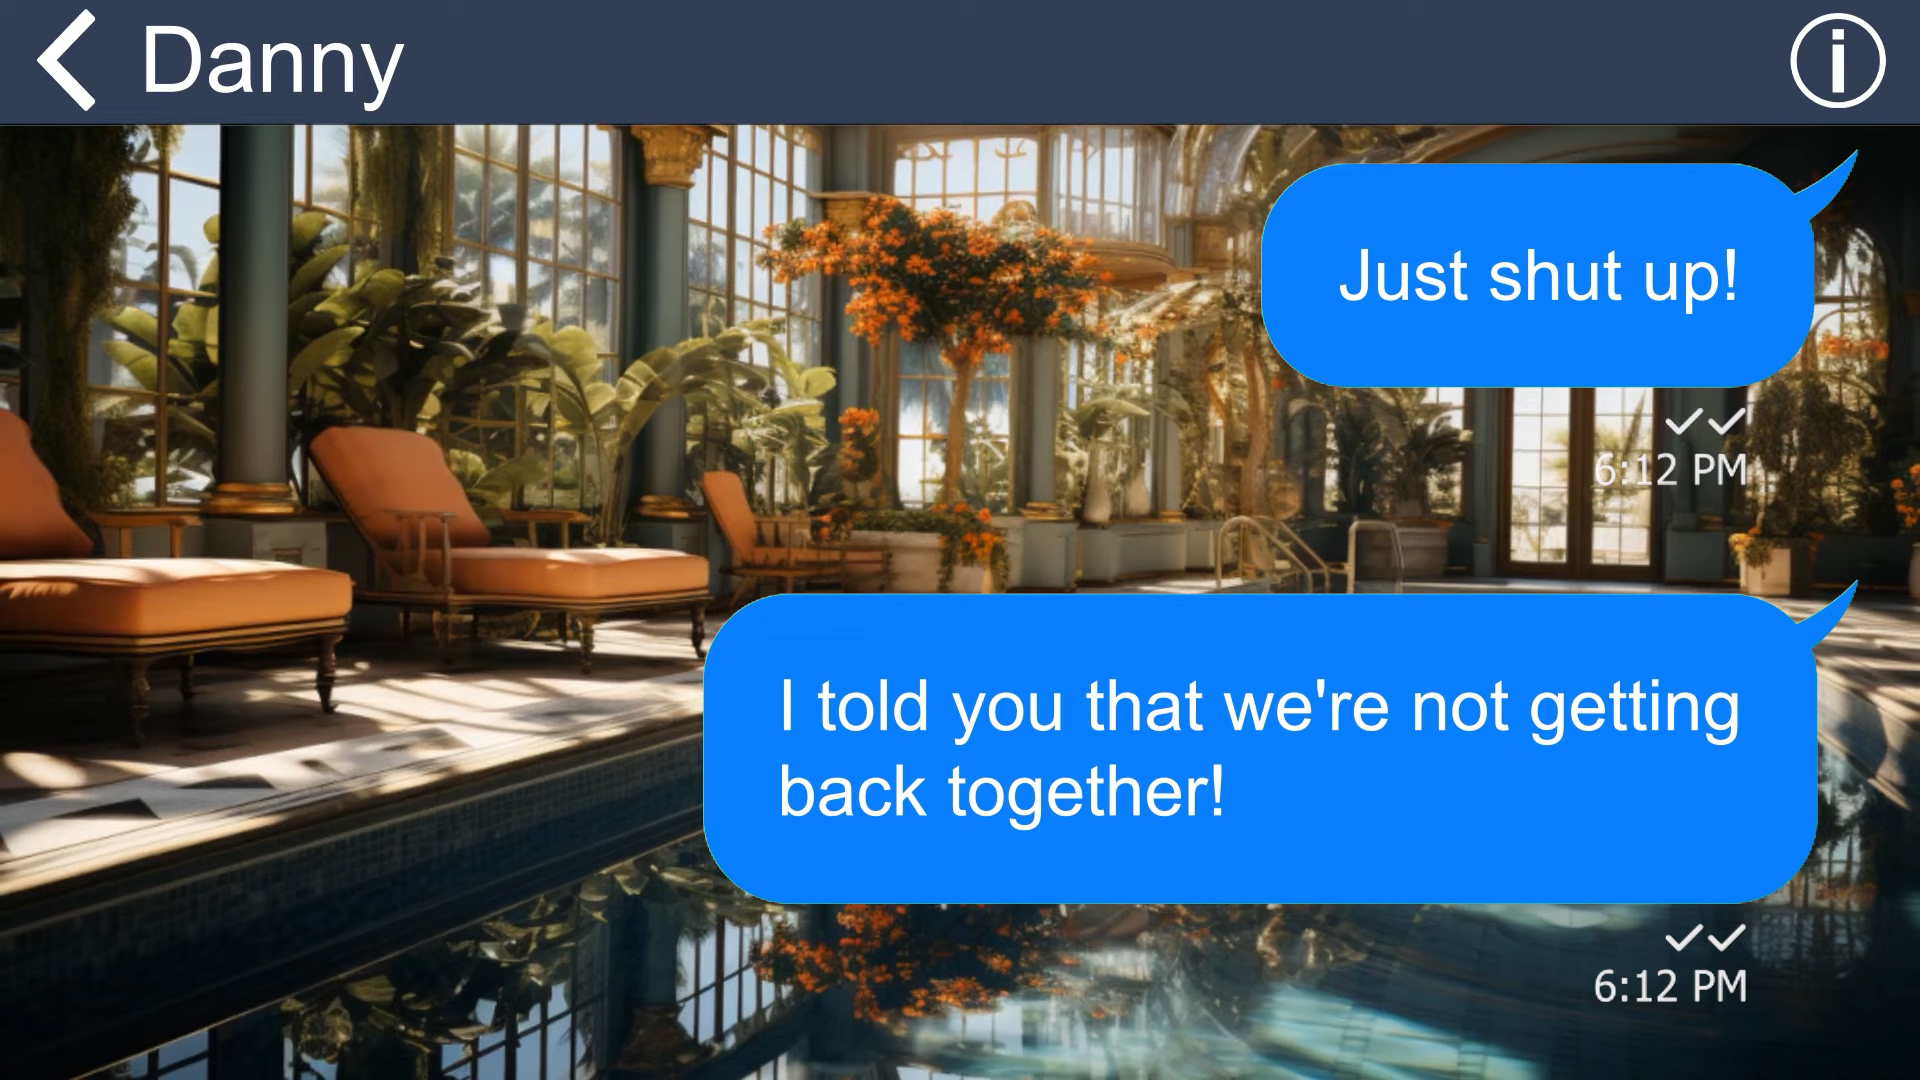 Danny
Just shut up!
6:12 PM
I told you that we're not getting
back together!
6:12 PM